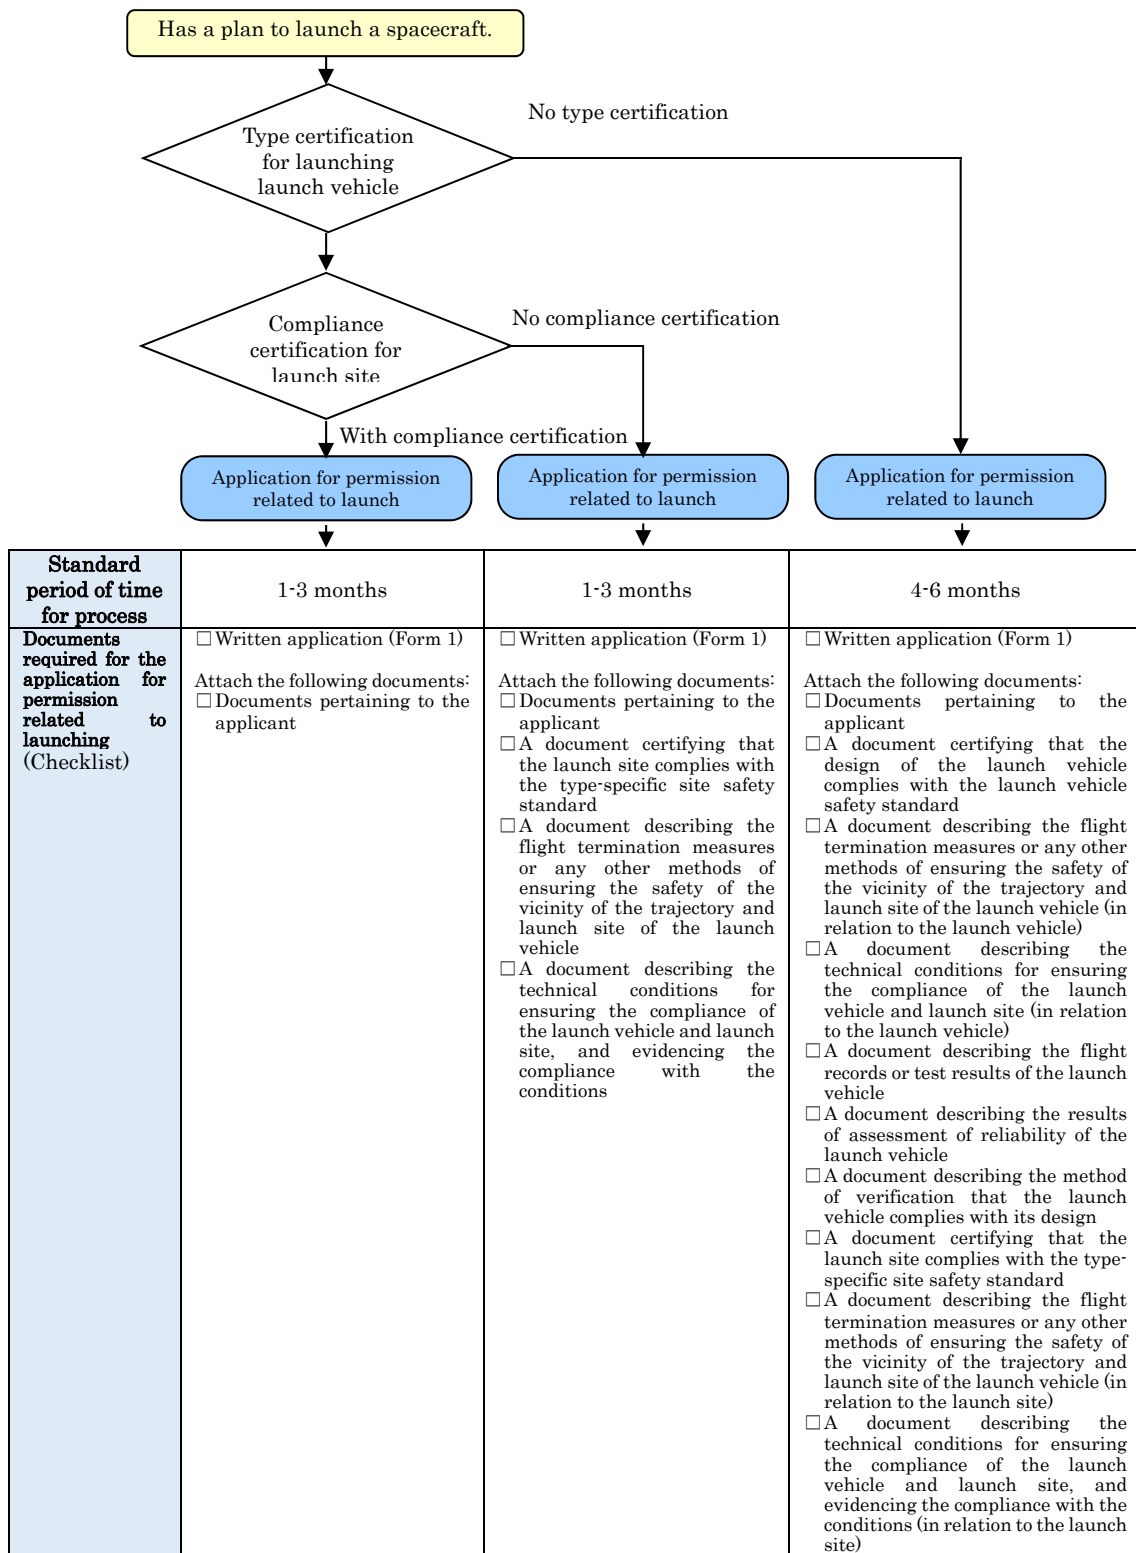 Has a plan to launch a spacecraft.
No type certification
Type certification
for launching
launch vehicle
No compliance certification
Compliance
certification for
launch site
With compliance certification
Application for permission
related to launch
Application for permission
related to launch
Application for permission
related to launch
Standard
period of time
for process
1-3 months
1-3 months
4-6 months
Documents
required for the
application for
permission
related to
launching
(Checklist)
□Written application (Form 1)
Attach the following documents:
□Documents pertaining to the
applicant
□Written application (Form 1)
Attach the following documents:
□Documents pertaining to the
applicant
□A document certifying that
the launch site complies with
the type-specific site safety
standard
□A document describing the
flight termination measures
or any other methods of
ensuring the safety of the
vicinity of the trajectory and
launch site of the launch
vehicle
□A document describing the
technical conditions for
ensuring the compliance of
the launch vehicle and launch
site, and evidencing the
compliance with the
conditions
□Written application (Form 1)
Attach the following documents:
□Documents pertaining to the
applicant
□A document certifying that the
design of the launch vehicle
complies with the launch vehicle
safety standard
□A document describing the flight
termination measures or any other
methods of ensuring the safety of
the vicinity of the trajectory and
launch site of the launch vehicle (in
relation to the launch vehicle)
□A document describing the
technical conditions for ensuring
the compliance of the launch
vehicle and launch site (in relation
to the launch vehicle)
□A document describing the flight
records or test results of the launch
vehicle
□A document describing the results
of assessment of reliability of the
launch vehicle
□A document describing the method
of verification that the launch
vehicle complies with its design
□A document certifying that the
launch site complies with the type-
specific site safety standard
□A document describing the flight
termination measures or any other
methods of ensuring the safety of
the vicinity of the trajectory and
launch site of the launch vehicle (in
relation to the launch site)
□A document describing the
technical conditions for ensuring
the compliance of the launch
vehicle and launch site, and
evidencing the compliance with the
conditions (in relation to the launch
site)